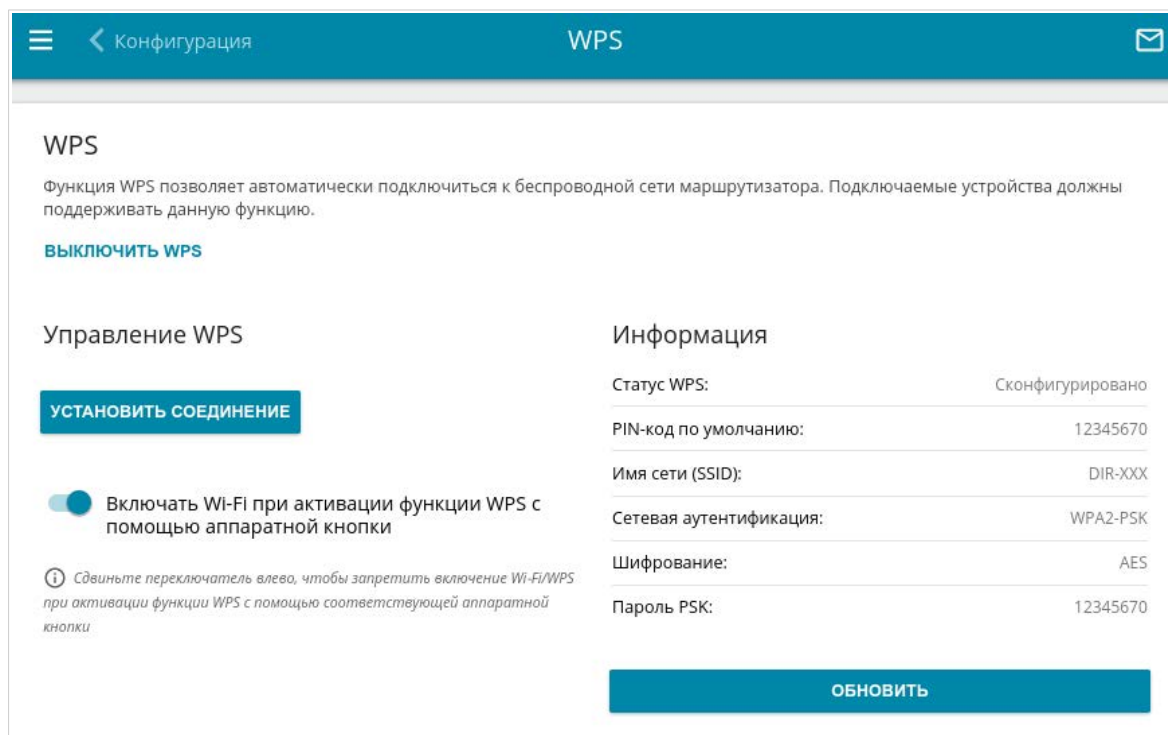 Конфигурация
WPS
WPS
Функция WPS позволяет автоматически подключиться к беспроводной сети маршрутизатора. Подключаемые устройства должны
поддерживать данную функцию.
ВЫКЛЮЧИТЬ WPS
Управление WPS
УСТАНОВИТЬ СОЕДИНЕНИЕ
Включать Wi-Fi при активации функции WPS с
помощью аппаратной кнопки
Сдвиньте переключатель влево, чтобы запретить включение Wi-Fi/WPS
при активации функции WPS с помощью соответствующей аппаратной
кнопки
Информация
Статус WPS: Сконфигурировано
PIN-код по умолчанию: 12345670
Имя сети (SSID): DIR-XXX
Сетевая аутентификация: WPA2-PSK
Шифрование: AES
Пароль PSK: 12345670
ОБНОВИТЬ